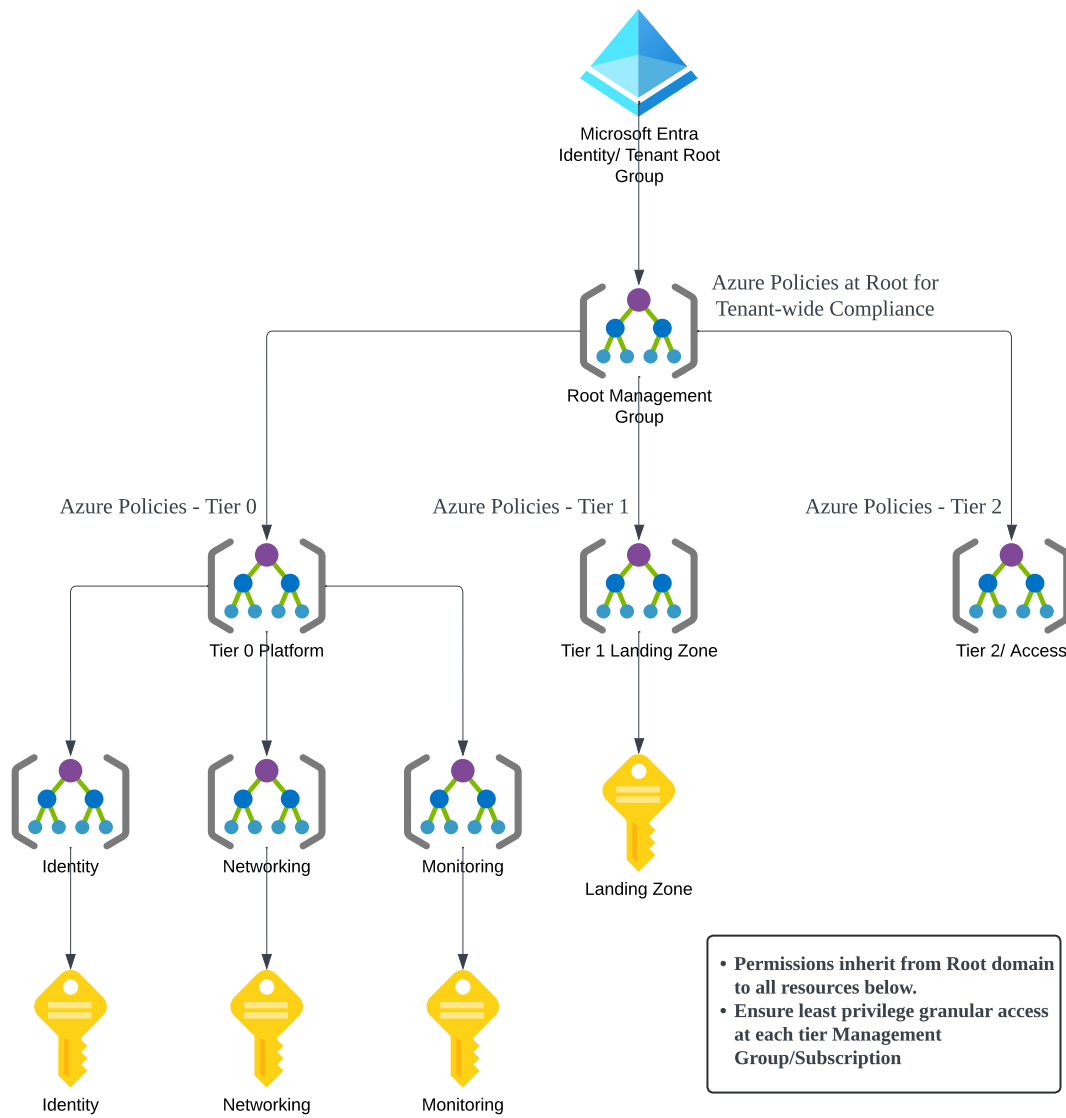 Microsoft Entra
Identity/ Tenant Root
Group
Azure Policies at Root for
Tenant-wide Compliance
Root Management
Group
Azure Policies - Tier 0
Azure Policies - Tier 1
Azure Policies - Tier 2
Tier 0 Platform
Tier 1 Landing Zone
Tier 2/ Access
Identity
Networking
Monitoring
Landing Zone
• Permissions inherit from Root domain
to all resources below.
• Ensure least privilege granular access
at each tier Management
Group/Subscription
Identity
Networking
Monitoring